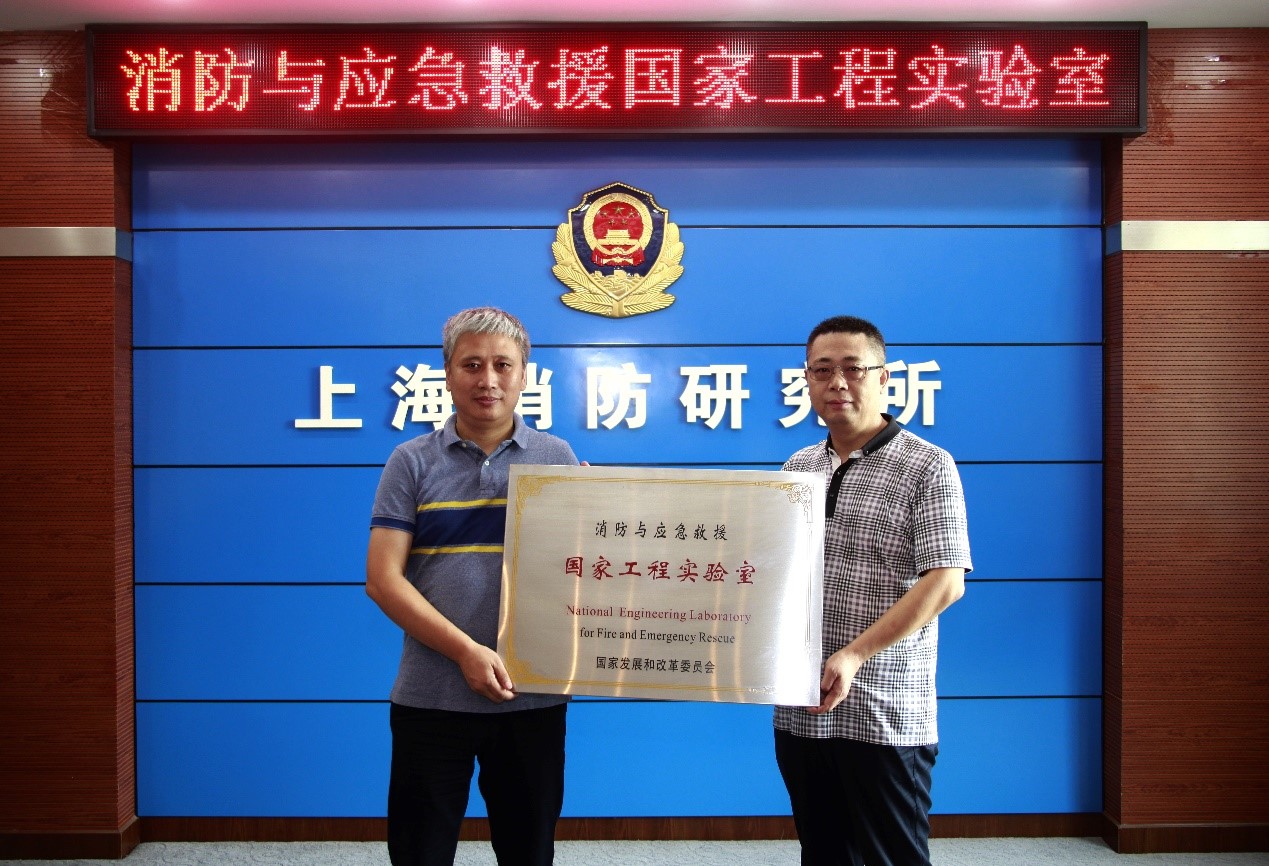 消防与应急救援国家工程实验室
上海消防研究所
消防与应急救援
国家工程实验室
National Engineering Laboratory
for Fire and Emergency Rescue
国家发展和改革委员会